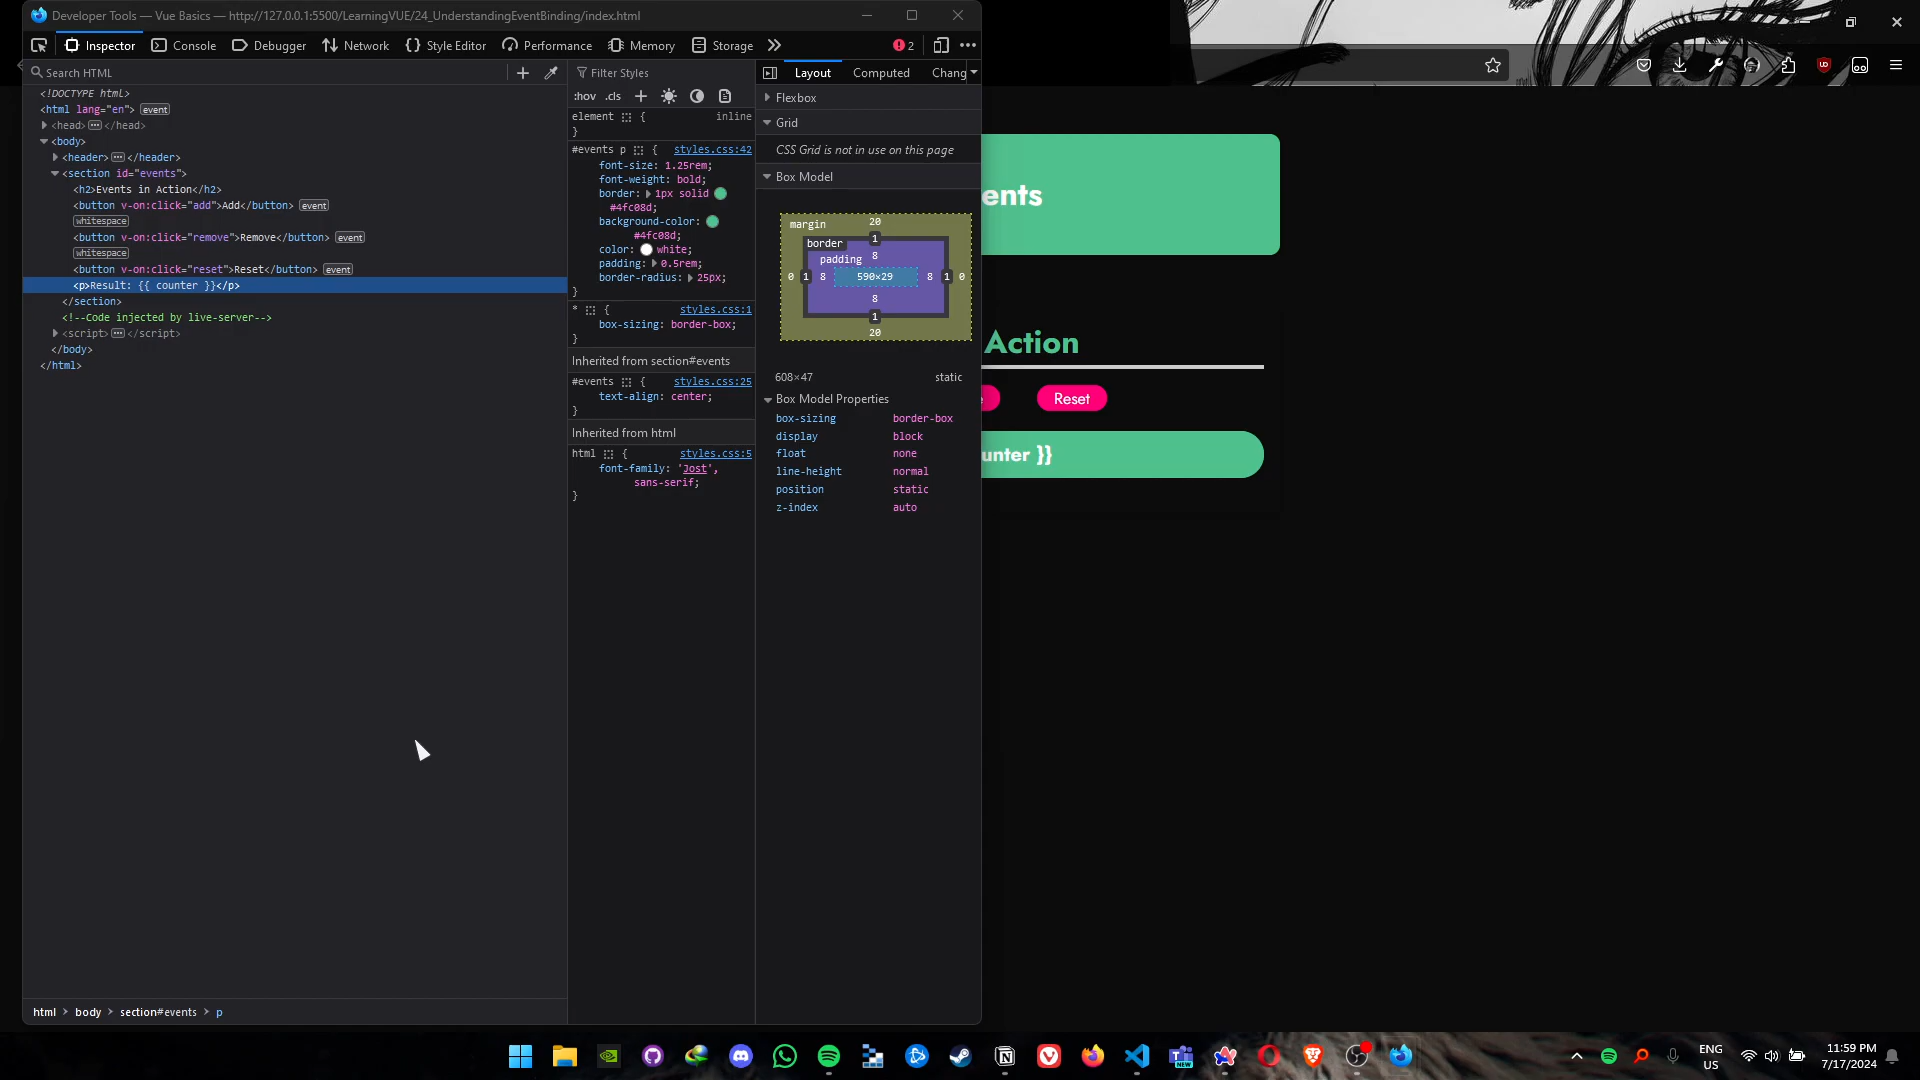 Developer Tools — Vue Basics — http://127.0.0.1:5500/LearningVUE/24_UnderstandingEventBinding/index.html
Inspector
Console
Debugger
Network
Style Editor
Performance
Memory
Storage
2
Search HTML
<!DOCTYPE html>
<html lang="en"> event
<head></head>
<body>
<header></header>
<section id="events">
<h2>Events in Action</h2>
<button v-on:click="add">Add</button> event
whitespace
<button v-on:click="remove">Remove</button> event
whitespace
<button v-on:click="reset">Reset</button> event
<p>Result: {{ counter }}</p>
</section>
<!--Code injected by live-server-->
<script></script>
</body>
</html>
html > body > section#events > p
Filter Styles
:hov .cls
element { inline
}
#events p { styles.css:42
font-size: 1.25rem;
font-weight: bold;
border: 1px solid
#4fc08d;
background-color:
#4fc08d;
color: white;
padding: 0.5rem;
border-radius: 25px;
}
* { styles.css:1
box-sizing: border-box;
}
Inherited from section#events
#events { styles.css:25
text-align: center;
}
Inherited from html
html { styles.css:5
font-family: 'Jost',
sans-serif;
}
Layout
Computed
Chang
Flexbox
Grid
CSS Grid is not in use on this page
Box Model
margin 20
border 1
padding 8
0 1 8 590×29 8 1 0
8
1
20
608×47 static
Box Model Properties
box-sizing border-box
display block
float none
line-height normal
position static
z-index auto
ents
Action
e
Reset
unter }}
NEW
ENG
US
11:59 PM
7/17/2024